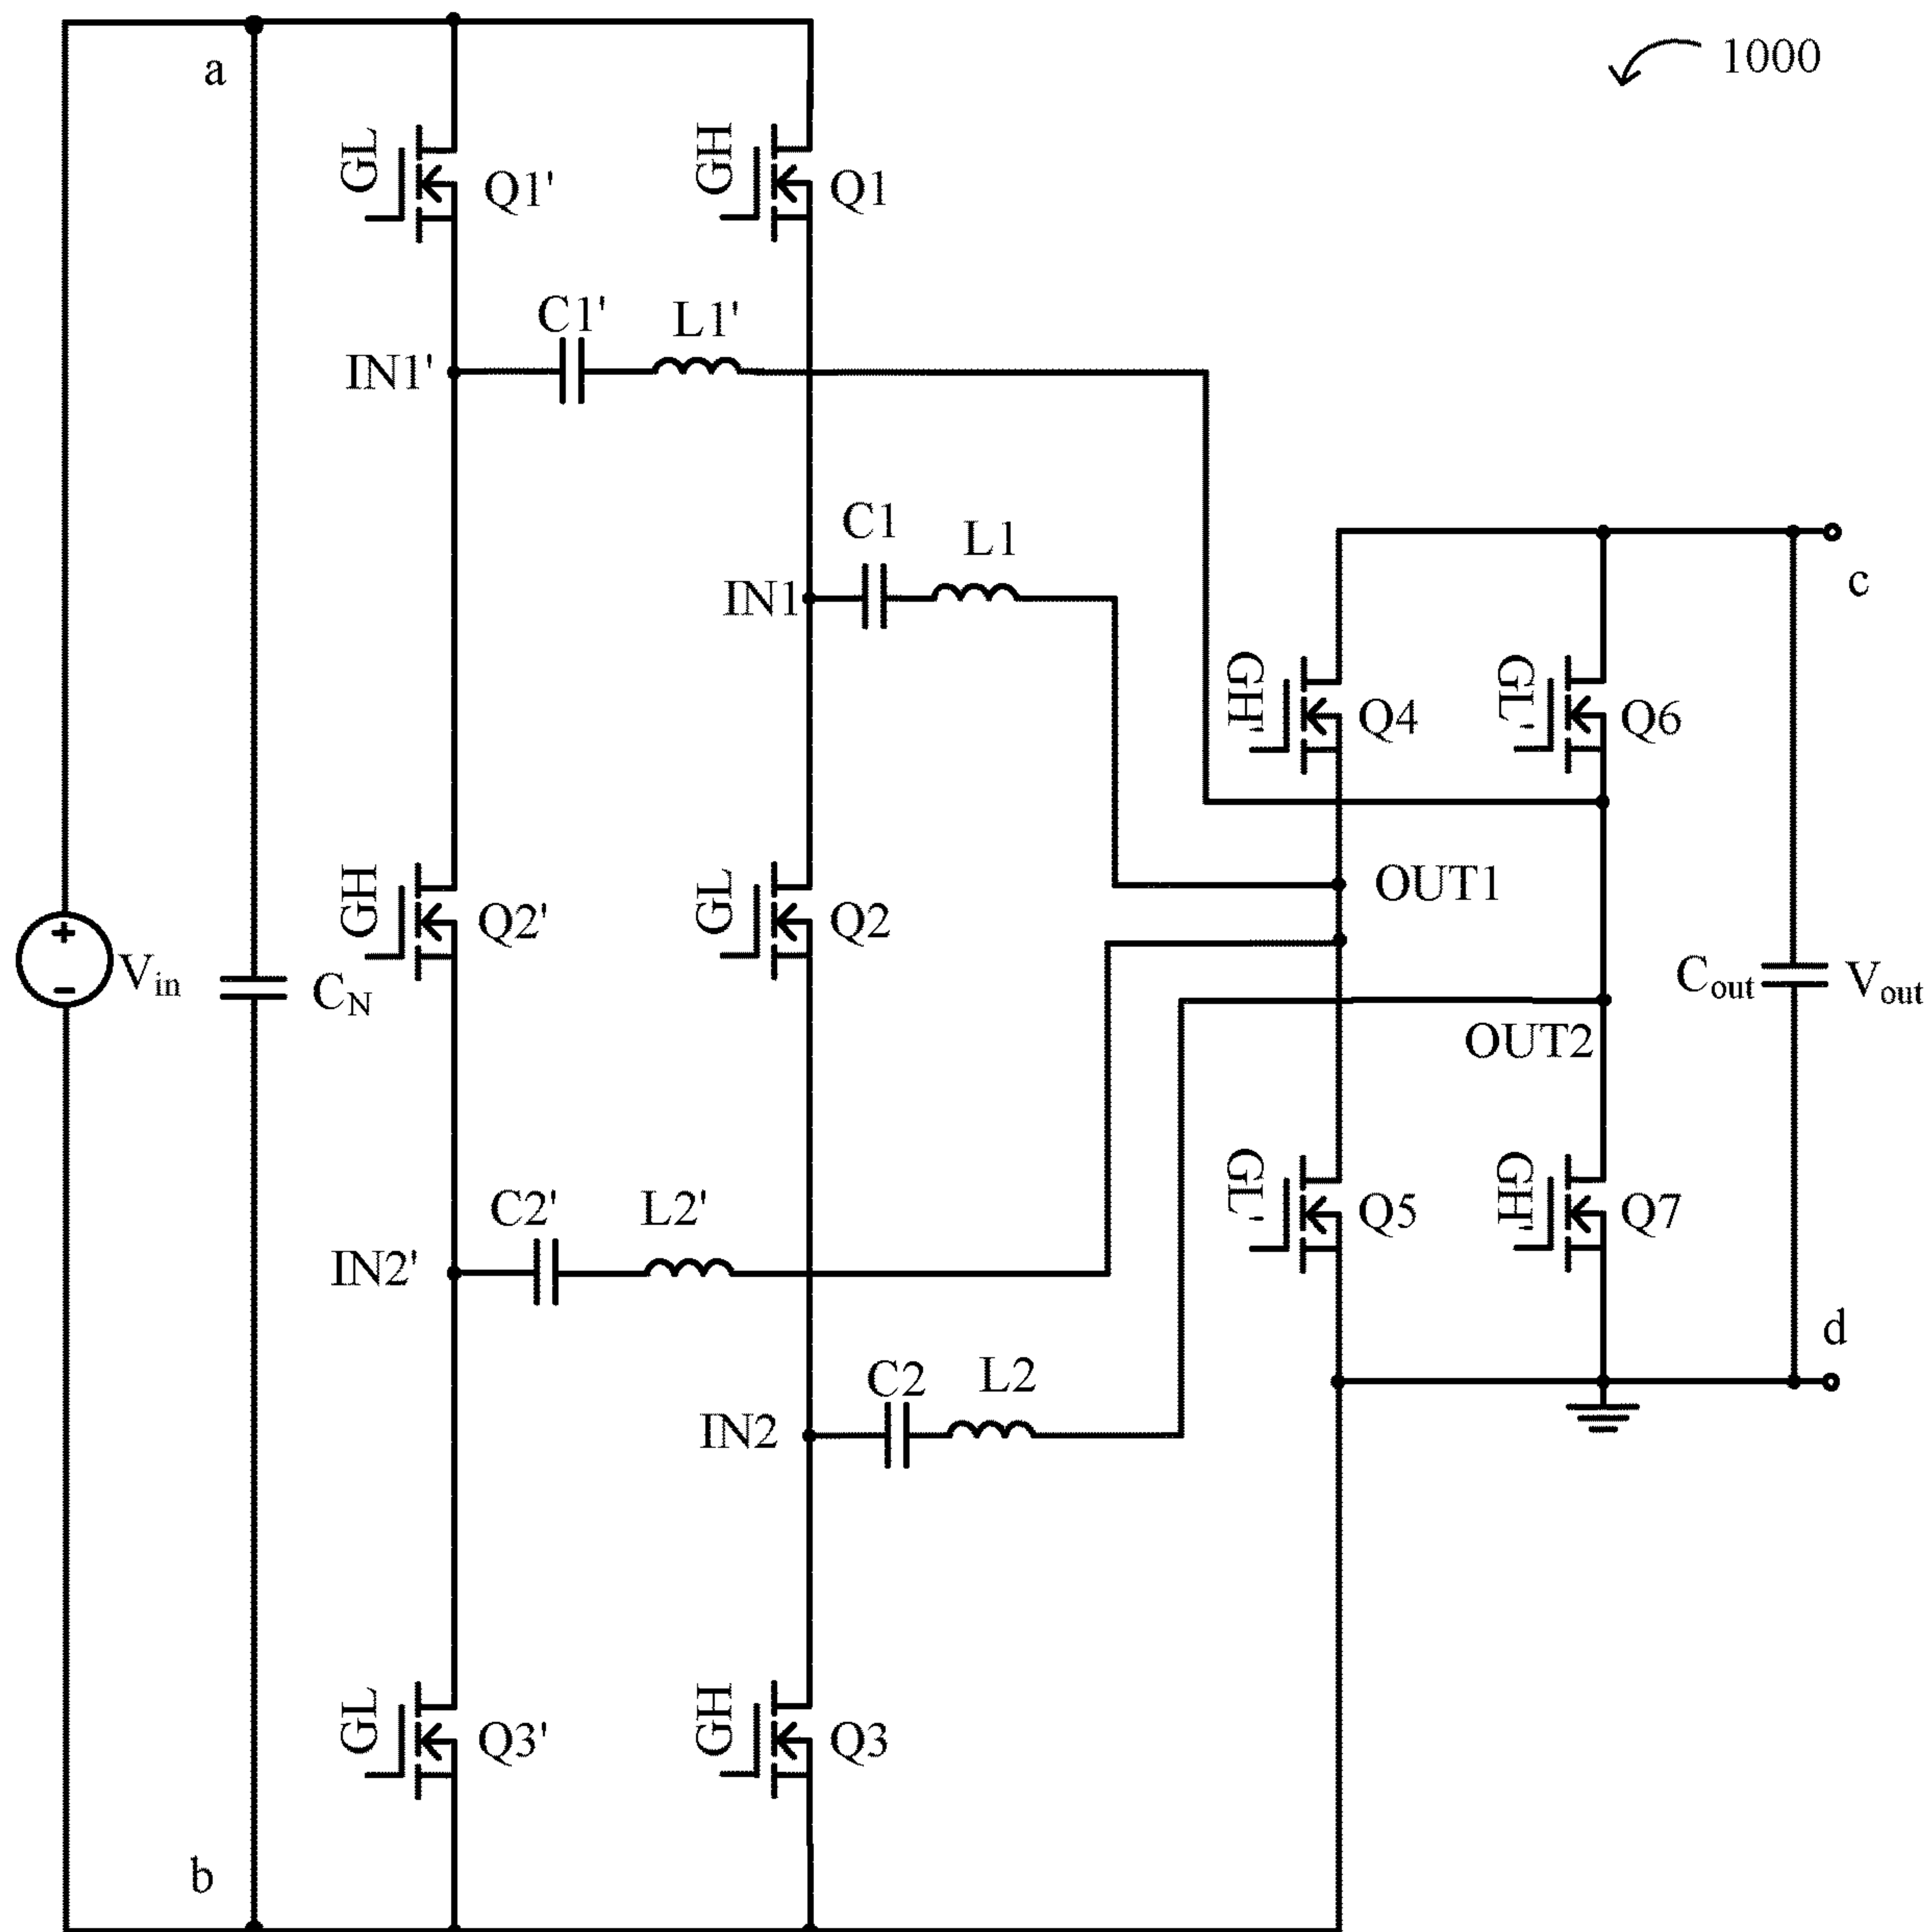 1000
a
GL
Q1'
GH
Q1
C1'
L1'
IN1'
C1
L1
IN1
c
GH'
Q4
GL'
Q6
OUT1
GH
Q2'
GL
Q2
Vin
CN
Cout
Vout
OUT2
C2'
L2'
IN2'
GL'
Q5
GH'
Q7
d
C2
L2
IN2
GL
Q3'
GH
Q3
b